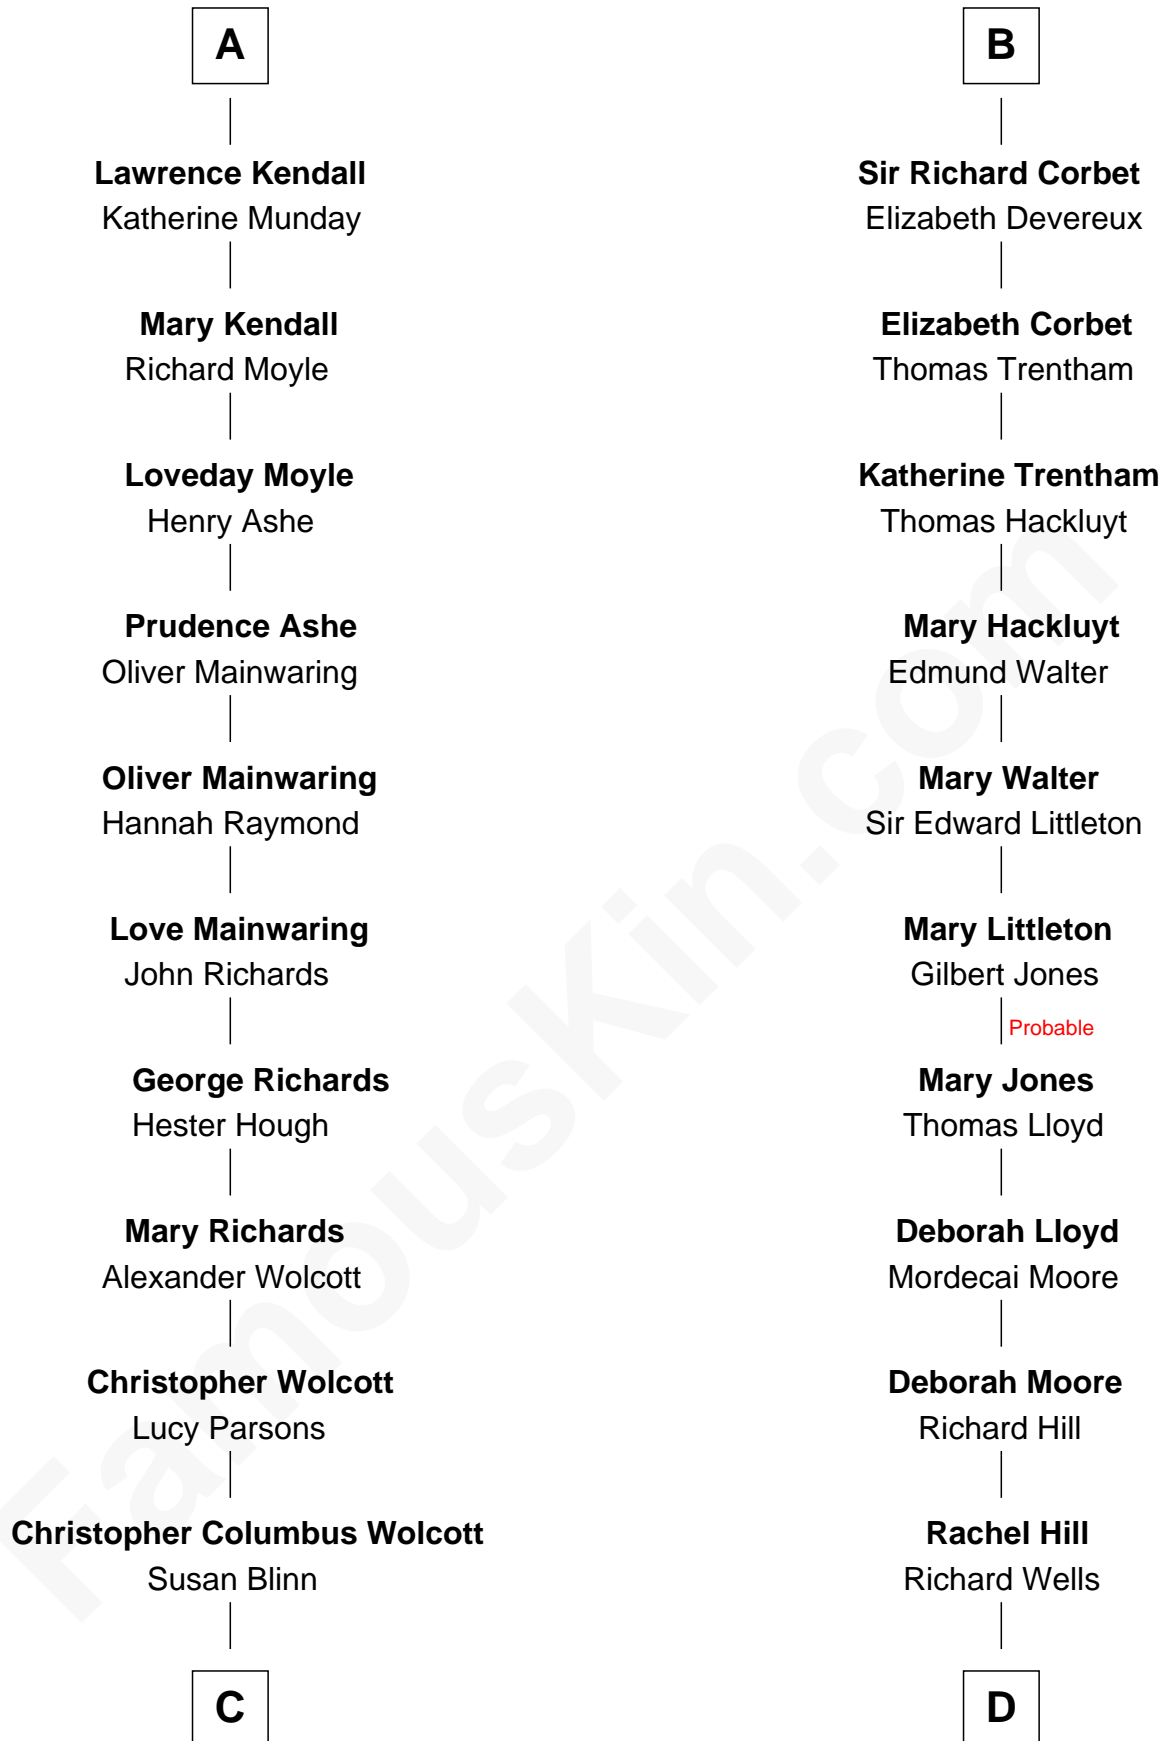 A
Lawrence Kendall
Katherine Munday
Mary Kendall
Richard Moyle
Loveday Moyle
Henry Ashe
Prudence Ashe
Oliver Mainwaring
Oliver Mainwaring
Hannah Raymond
Love Mainwaring
John Richards
George Richards
Hester Hough
Mary Richards
Alexander Wolcott
Christopher Wolcott
Lucy Parsons
Christopher Columbus Wolcott
Susan Blinn
C
B
Sir Richard Corbet
Elizabeth Devereux
Elizabeth Corbet
Thomas Trentham
Katherine Trentham
Thomas Hackluyt
Mary Hackluyt
Edmund Walter
Mary Walter
Sir Edward Littleton
Mary Littleton
Gilbert Jones
Probable
Mary Jones
Thomas Lloyd
Deborah Lloyd
Mordecai Moore
Deborah Moore
Richard Hill
Rachel Hill
Richard Wells
D
FamousKin.com